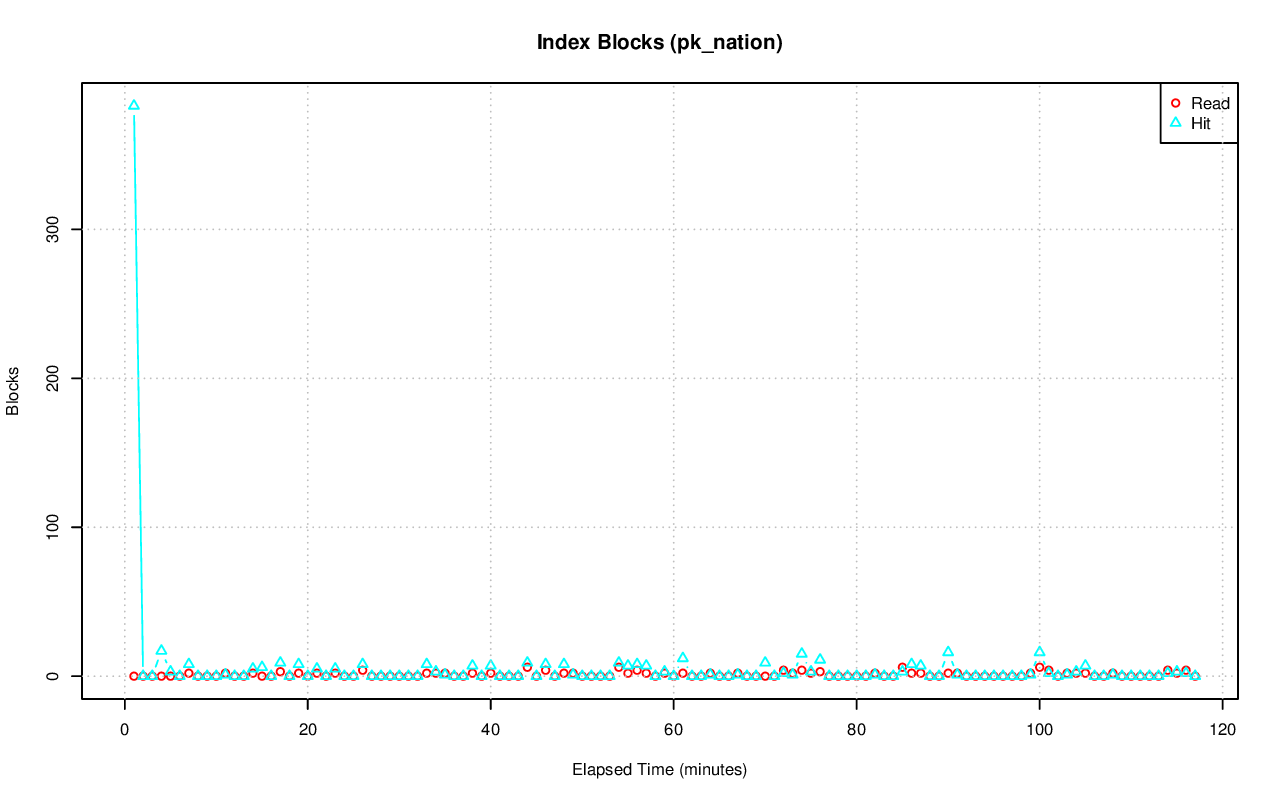 Index Blocks (pk_nation)
Read
Hit
300
200
100
0
Blocks
0 20 40 60 80 100 120
Elapsed Time (minutes)